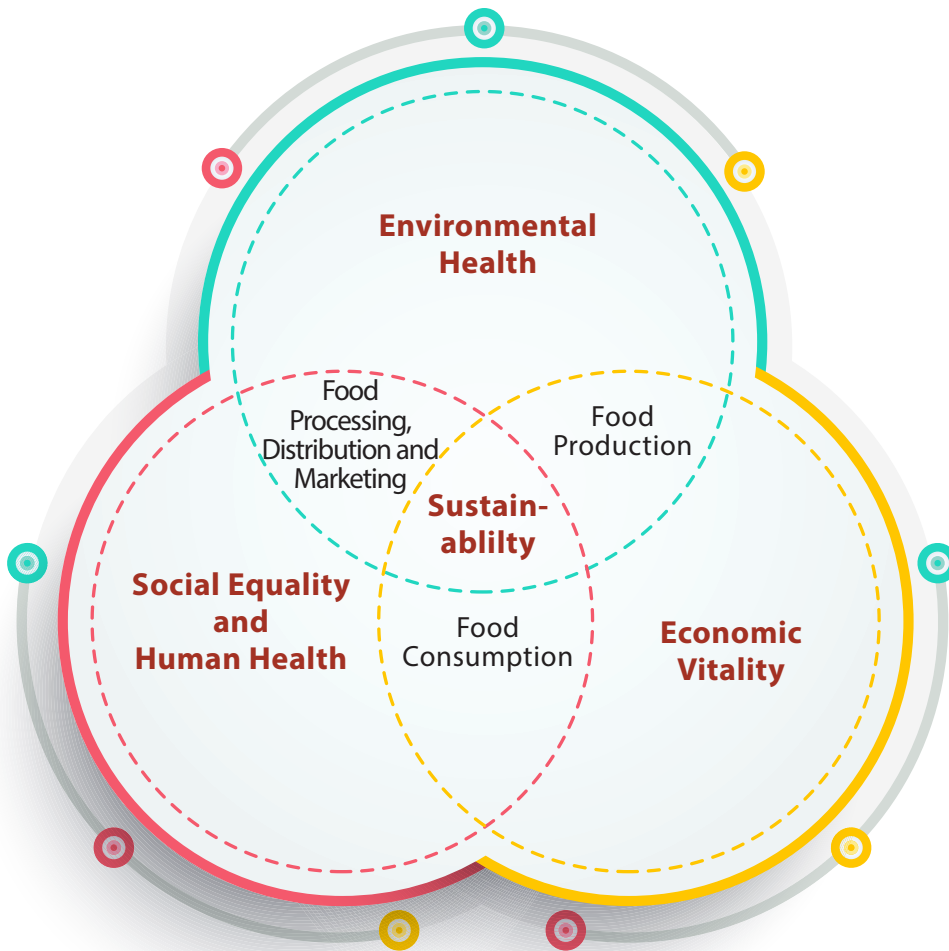 Environmental
Health
Food
Processing,
Distribution and
Marketing
Food
Production
Sustain-
ablilty
Social Equality
and
Human Health
Food
Consumption
Economic
Vitality